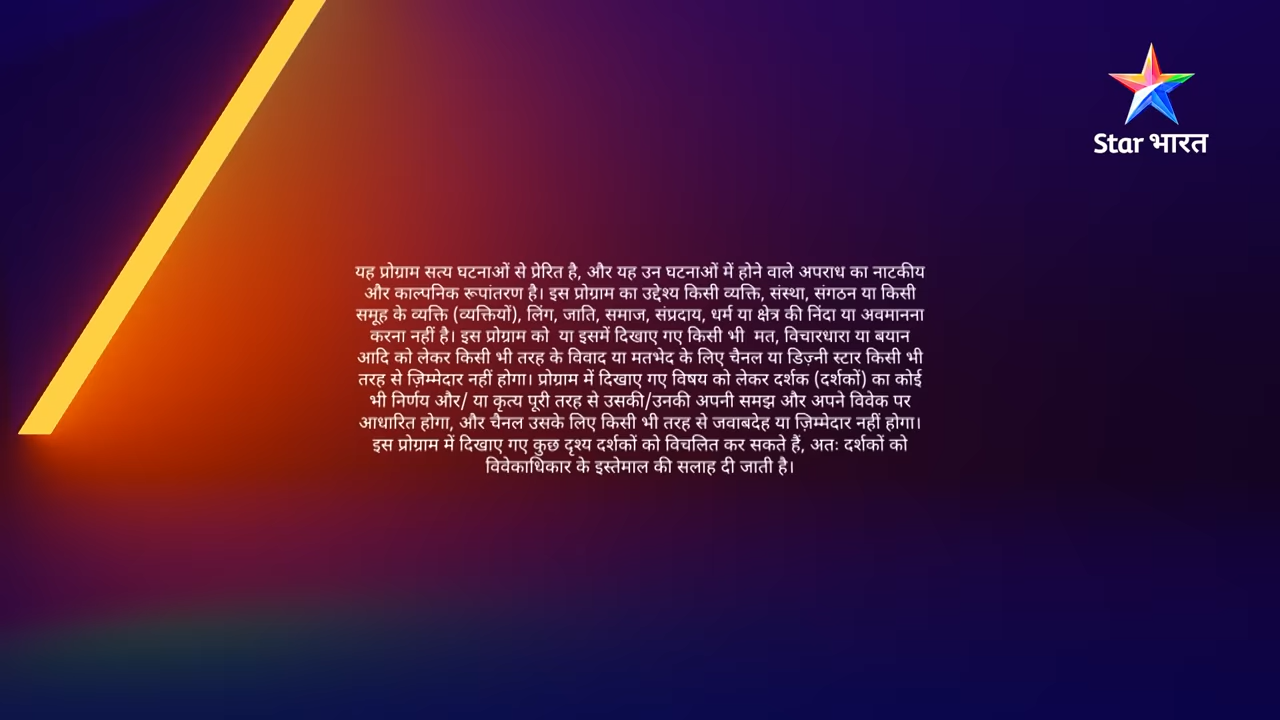 Star भारत
यह प्रोग्राम सत्य घटनाओं से प्रेरित है, और यह उन घटनाओं में होने वाले अपराध का नाटकीय
और काल्पनिक रूपांतरण है। इस प्रोग्राम का उद्देश्य किसी व्यक्ति, संस्था, संगठन या किसी
समूह के व्यक्ति (व्यक्तियों), लिंग, जाति, समाज, संप्रदाय, धर्म या क्षेत्र की निंदा या अवमानना
करना नहीं है। इस प्रोग्राम को  या इसमें दिखाए गए किसी भी  मत, विचारधारा या बयान
आदि को लेकर किसी भी तरह के विवाद या मतभेद के लिए चैनल या डिज़्नी स्टार किसी भी
तरह से ज़िम्मेदार नहीं होगा। प्रोग्राम में दिखाए गए विषय को लेकर दर्शक (दर्शकों) का कोई
भी निर्णय और/ या कृत्य पूरी तरह से उसकी/उनकी अपनी समझ और अपने विवेक पर
आधारित होगा, और चैनल उसके लिए किसी भी तरह से जवाबदेह या ज़िम्मेदार नहीं होगा।
इस प्रोग्राम में दिखाए गए कुछ दृश्य दर्शकों को विचलित कर सकते हैं, अतः दर्शकों को
विवेकाधिकार के इस्तेमाल की सलाह दी जाती है।